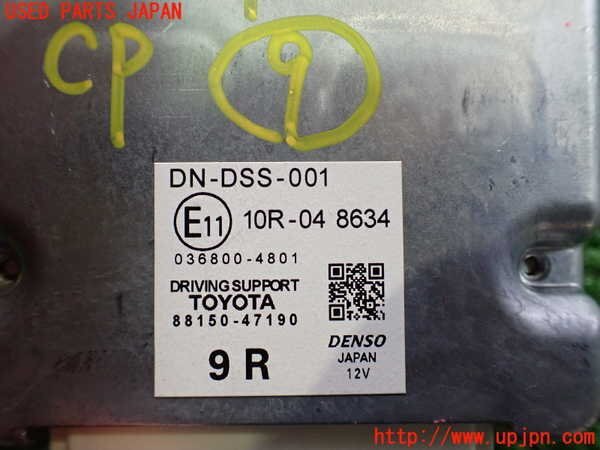 USED PARTS JAPAN
CP 9
DN-DSS-001
E11 10R-04 8634
036800-4801
DRIVING SUPPORT
TOYOTA
88150-47190
DENSO
JAPAN
12V
9 R
http://www.upjpn.com/